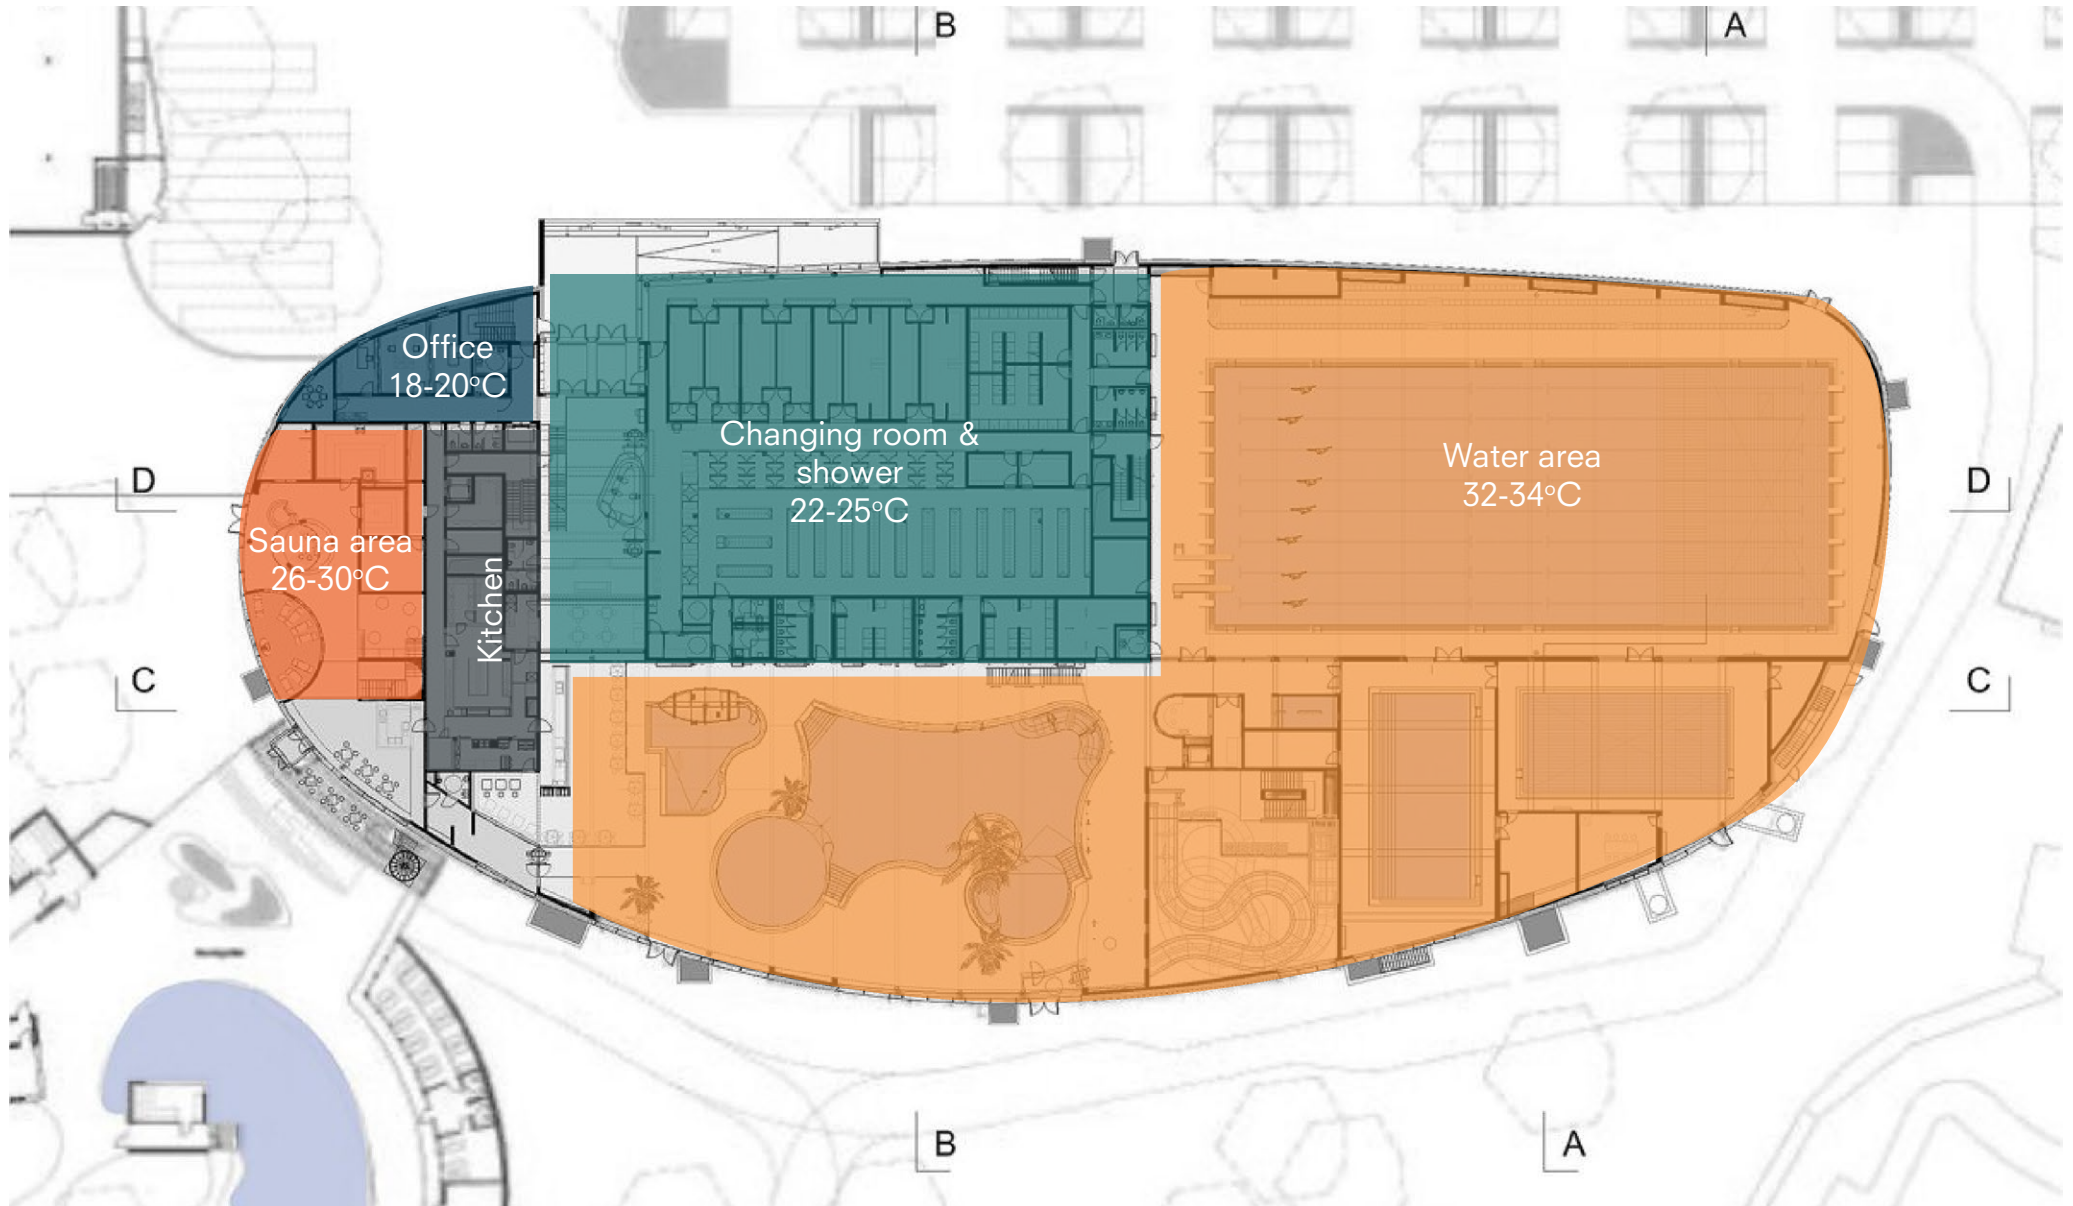 B
A
Office
18-20°C
Changing room &
shower
22-25°C
Water area
32-34°C
D
D
Sauna area
26-30°C
Kitchen
C
C
B
A